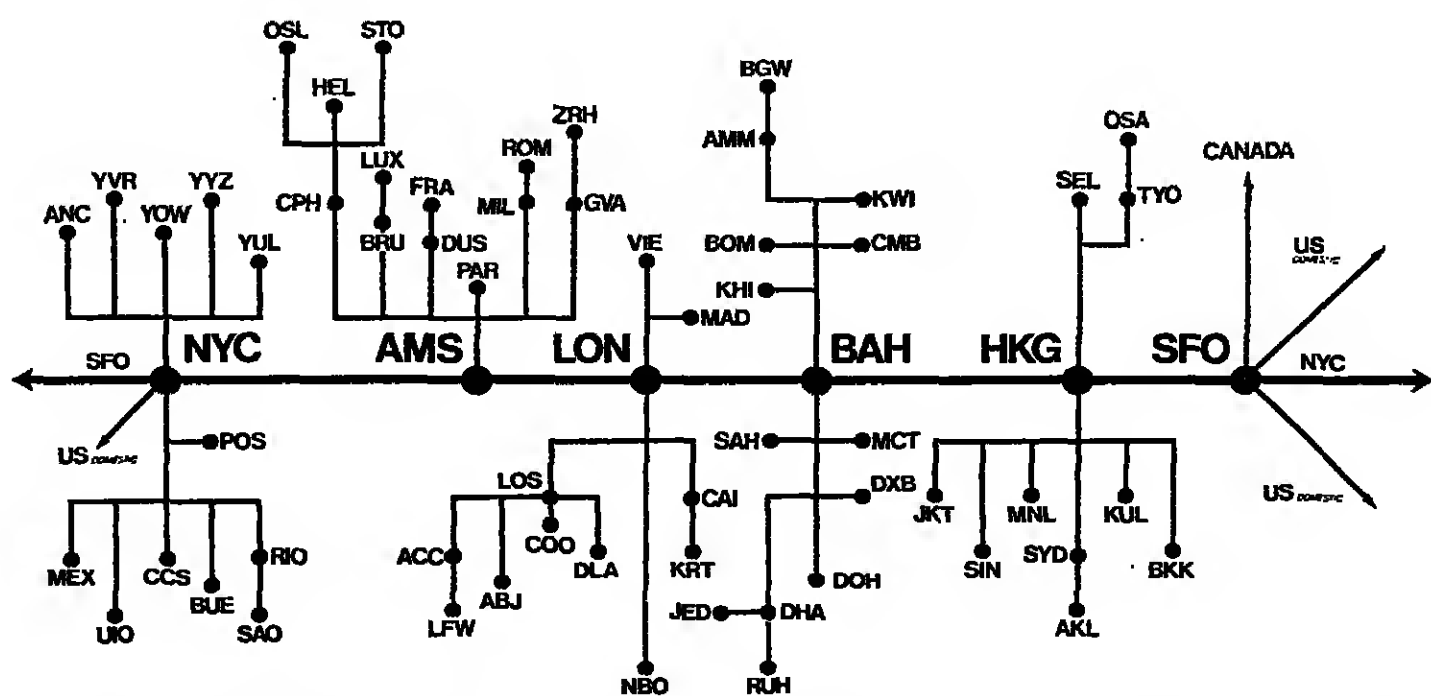 OSL STO
HEL BGW
ZRH OSA
ROM AMM CANADA
LUX
YVR YYZ FRA SEL
ANC YOW CPH MIL GVA KWI TYO
YUL BRU DUS VIE BOM CMB US DOMESTIC
PAR
KHI
MAD
NYC AMS LON BAH HKG SFO
SFO NYC
POS SAH MCT
US DOMESTIC
LOS DXB US DOMESTIC
CAI
JKT MNL KUL
COO
RIO ACC SYD
MEX CCS DLA KRT SIN BKK
DOH
BUE ABJ
UIO SAO LFW JED DHA AKL
NBO RUH